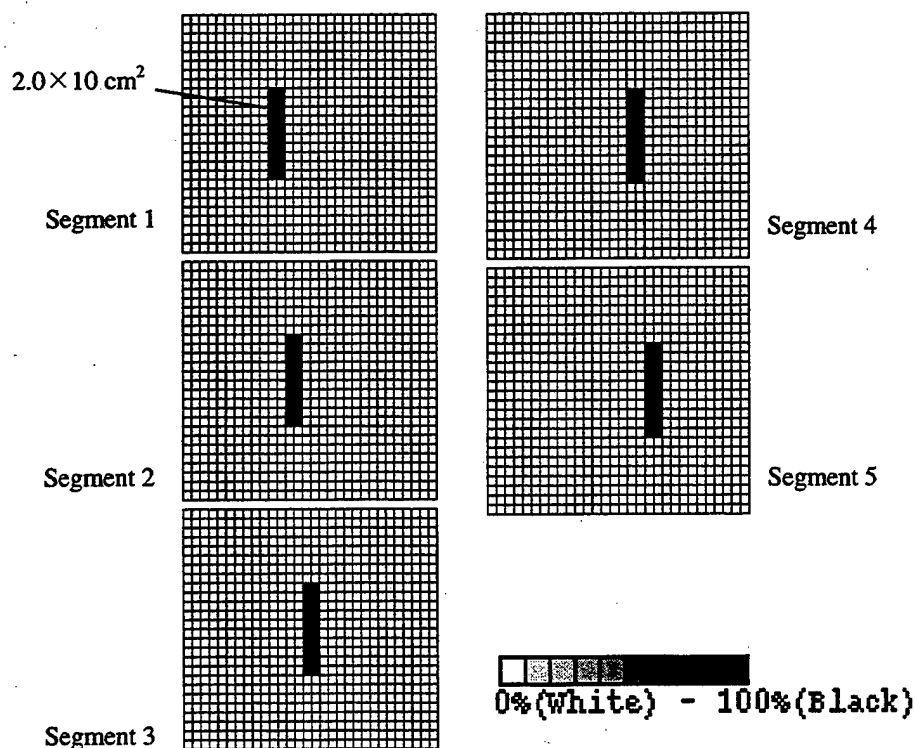 2.0×10 cm²
Segment 1
Segment 4
Segment 2
Segment 5
Segment 3
0%(White) - 100%(Black)